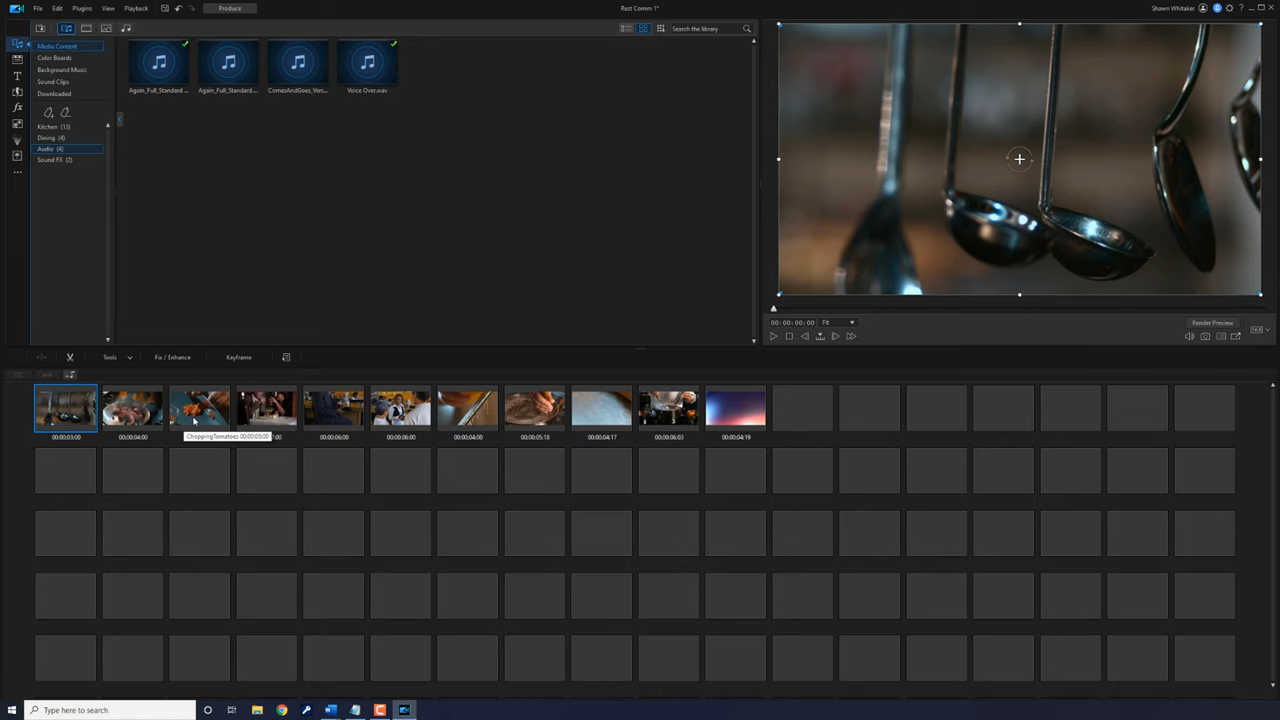 File Edit Plugins View Playback Produce Rest Comm 1* Shawn Whitaker
Search the library
Media Content
Color Boards
Background Music
Sound Clips
Downloaded
Kitchen (13)
Dining (4)
Audio (4)
Sound FX (2)
Again_Full_Standard ... Again_Full_Standard.... ComesAndGoes_Vers... Voice Over.wav
00:00:00:00 Fit Render Preview 16:9
Tools Fix / Enhance Keyframe
00:00:03:00 00:00:04:00 ChoppingTomatoes 00:00:05:00 :00 00:00:06:00 00:00:06:00 00:00:04:00 00:00:05:18 00:00:04:17 00:00:06:03 00:00:04:19
Type here to search